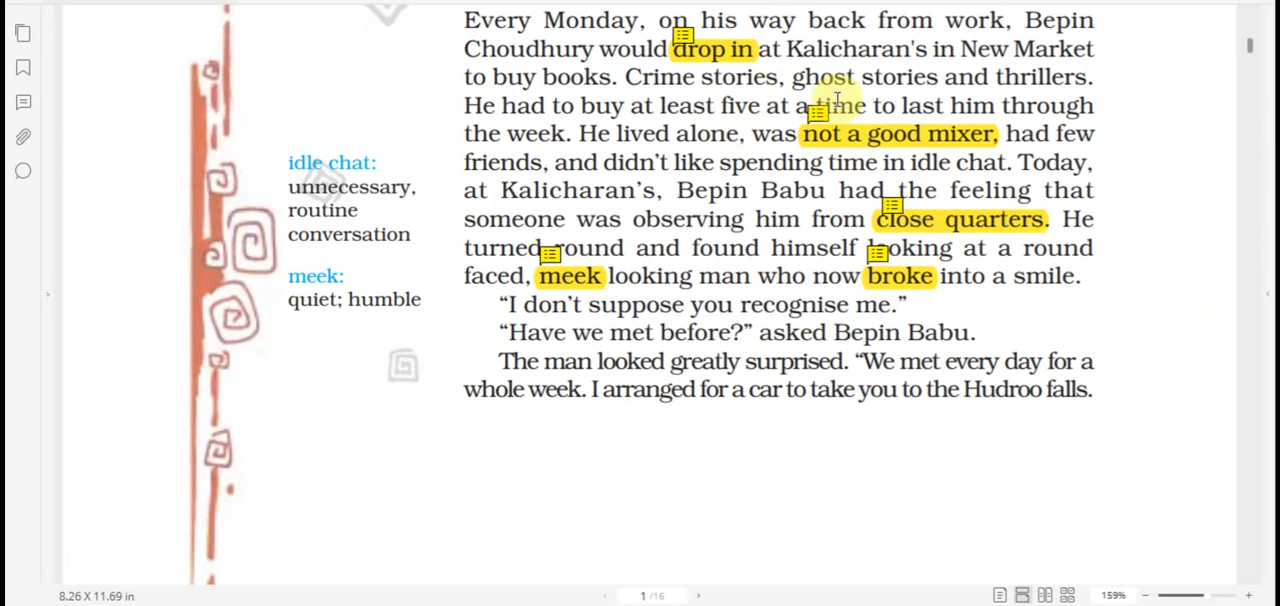 Every Monday, on his way back from work, Bepin
Choudhury would drop in at Kalicharan's in New Market
to buy books. Crime stories, ghost stories and thrillers.
He had to buy at least five at a time to last him through
the week. He lived alone, was not a good mixer, had few
friends, and didn't like spending time in idle chat. Today,
at Kalicharan's, Bepin Babu had the feeling that
someone was observing him from close quarters. He
turned round and found himself looking at a round
faced, meek looking man who now broke into a smile.
“I don't suppose you recognise me.”
“Have we met before?” asked Bepin Babu.
The man looked greatly surprised. “We met every day for a
whole week. I arranged for a car to take you to the Hudroo falls.
idle chat:
unnecessary,
routine
conversation
meek:
quiet; humble
8.26 X 11.69 in
1 /16
159%